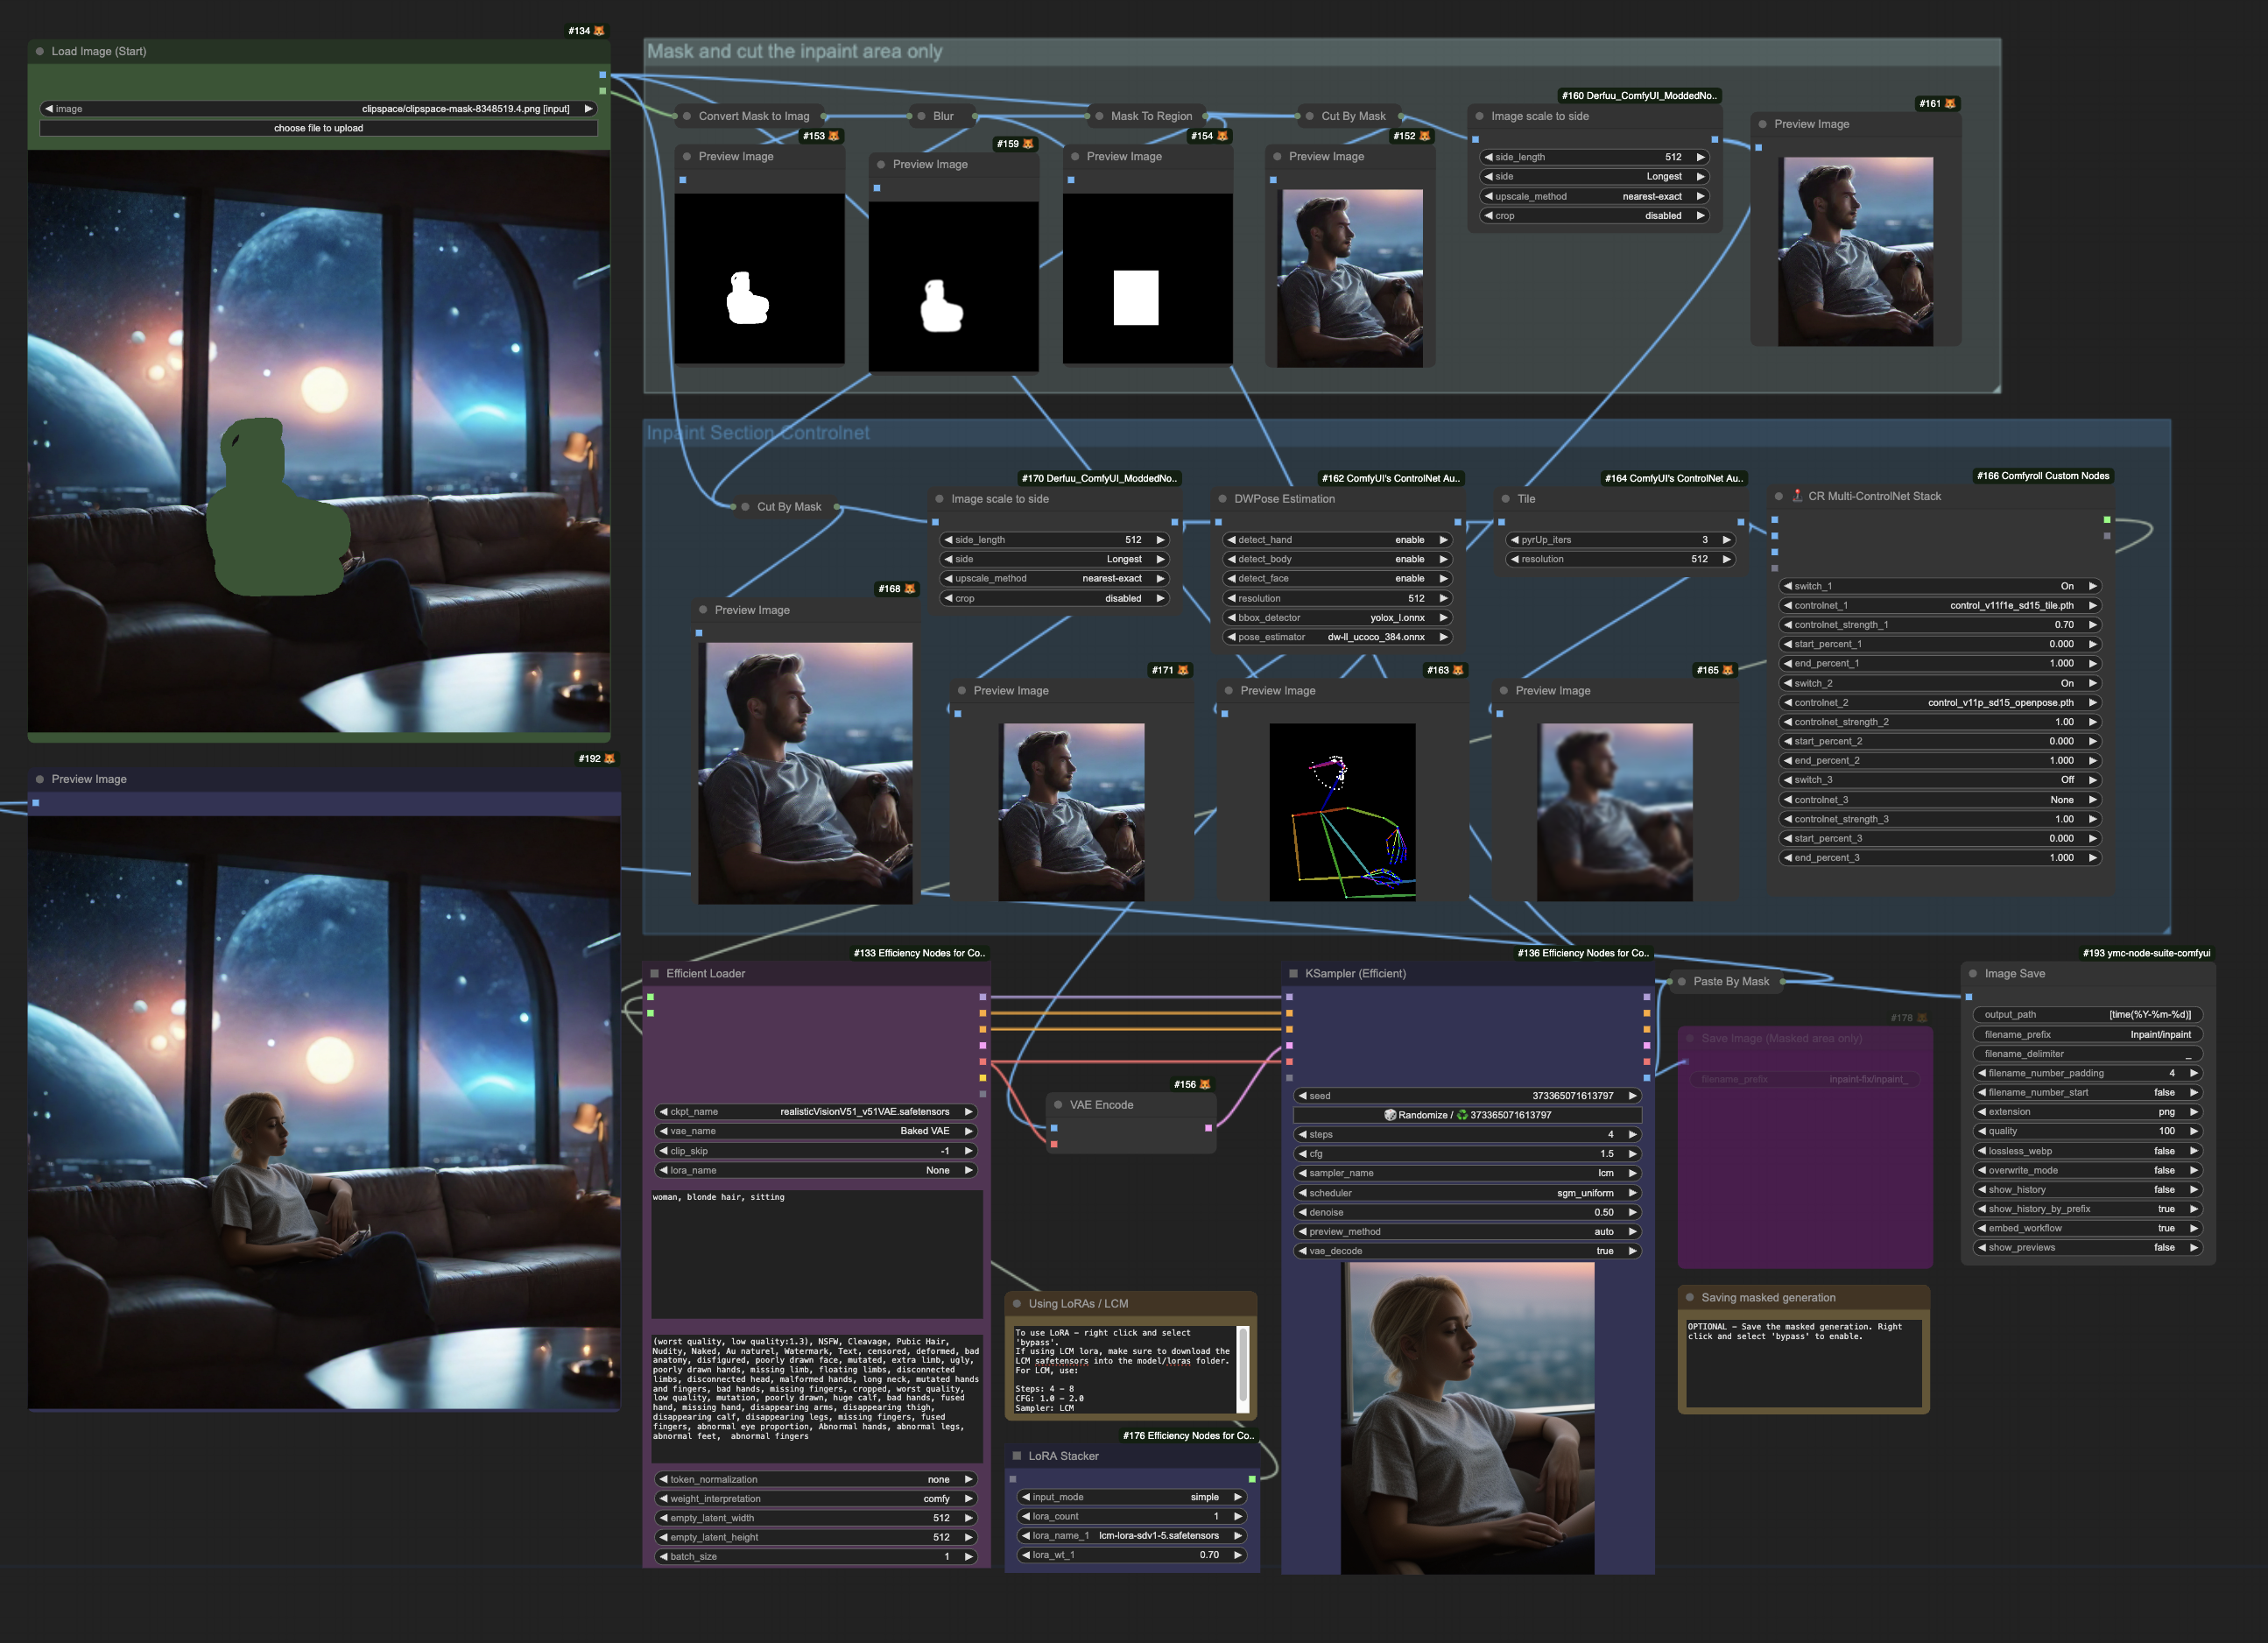 #134
Load Image (Start)
image clipspace/clipspace-mask-8348519.4.png [input]
choose file to upload
#192
Preview Image
Mask and cut the inpaint area only
Convert Mask to Imag
Blur
Mask To Region
Cut By Mask
#153
Preview Image
#159
Preview Image
#154
Preview Image
#152
Preview Image
#160 Derfuu_ComfyUI_ModdedNo..
Image scale to side
side_length 512
side Longest
upscale_method nearest-exact
crop disabled
#161
Preview Image
Inpaint Section Controlnet
Cut By Mask
#168
Preview Image
#170 Derfuu_ComfyUI_ModdedNo..
Image scale to side
side_length 512
side Longest
upscale_method nearest-exact
crop disabled
#171
Preview Image
#162 ComfyUI's ControlNet Au..
DWPose Estimation
detect_hand enable
detect_body enable
detect_face enable
resolution 512
bbox_detector yolox_l.onnx
pose_estimator dw-ll_ucoco_384.onnx
#163
Preview Image
#164 ComfyUI's ControlNet Au..
Tile
pyrUp_iters 3
resolution 512
#165
Preview Image
#166 Comfyroll Custom Nodes
CR Multi-ControlNet Stack
switch_1 On
controlnet_1 control_v11f1e_sd15_tile.pth
controlnet_strength_1 0.70
start_percent_1 0.000
end_percent_1 1.000
switch_2 On
controlnet_2 control_v11p_sd15_openpose.pth
controlnet_strength_2 1.00
start_percent_2 0.000
end_percent_2 1.000
switch_3 Off
controlnet_3 None
controlnet_strength_3 1.00
start_percent_3 0.000
end_percent_3 1.000
#133 Efficiency Nodes for Co..
Efficient Loader
ckpt_name realisticVisionV51_v51VAE.safetensors
vae_name Baked VAE
clip_skip -1
lora_name None
woman, blonde hair, sitting
(worst quality, low quality:1.3), NSFW, Cleavage, Pubic Hair,
Nudity, Naked, Au naturel, Watermark, Text, censored, deformed, bad
anatomy, disfigured, poorly drawn face, mutated, extra limb, ugly,
poorly drawn hands, missing limb, floating limbs, disconnected
limbs, disconnected head, malformed hands, long neck, mutated hands
and fingers, bad hands, missing fingers, cropped, worst quality,
low quality, mutation, poorly drawn, huge calf, bad hands, fused
hand, missing hand, disappearing arms, disappearing thigh,
disappearing calf, disappearing legs, missing fingers, fused
fingers, abnormal eye proportion, Abnormal hands, abnormal legs,
abnormal feet, abnormal fingers
token_normalization none
weight_interpretation comfy
empty_latent_width 512
empty_latent_height 512
batch_size 1
#156
VAE Encode
Using LoRAs / LCM
To use LoRA – right click and select
'bypass'.
If using LCM lora, make sure to download the
LCM safetensors into the model/loras folder.
For LCM, use:
Steps: 4 – 8
CFG: 1.0 – 2.0
Sampler: LCM
#176 Efficiency Nodes for Co..
LoRA Stacker
input_mode simple
lora_count 1
lora_name_1 lcm-lora-sdv1-5.safetensors
lora_wt_1 0.70
#136 Efficiency Nodes for Co..
KSampler (Efficient)
seed 373365071613797
Randomize / 373365071613797
steps 4
cfg 1.5
sampler_name lcm
scheduler sgm_uniform
denoise 0.50
preview_method auto
vae_decode true
Paste By Mask
#178
Save Image (Masked area only)
filename_prefix inpaint-fix/inpaint_
Saving masked generation
OPTIONAL – Save the masked generation. Right
click and select 'bypass' to enable.
#193 ymc-node-suite-comfyui
Image Save
output_path [time(%Y-%m-%d)]
filename_prefix Inpaint/inpaint
filename_delimiter _
filename_number_padding 4
filename_number_start false
extension png
quality 100
lossless_webp false
overwrite_mode false
show_history false
show_history_by_prefix true
embed_workflow true
show_previews false